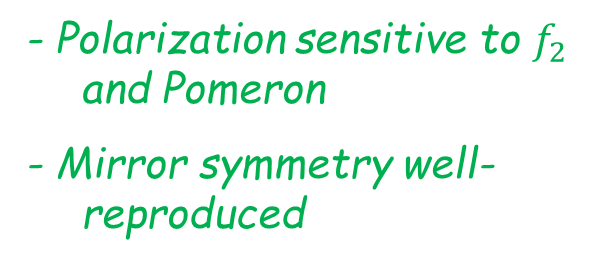 - Polarization sensitive to f₂
and Pomeron
- Mirror symmetry well-
reproduced